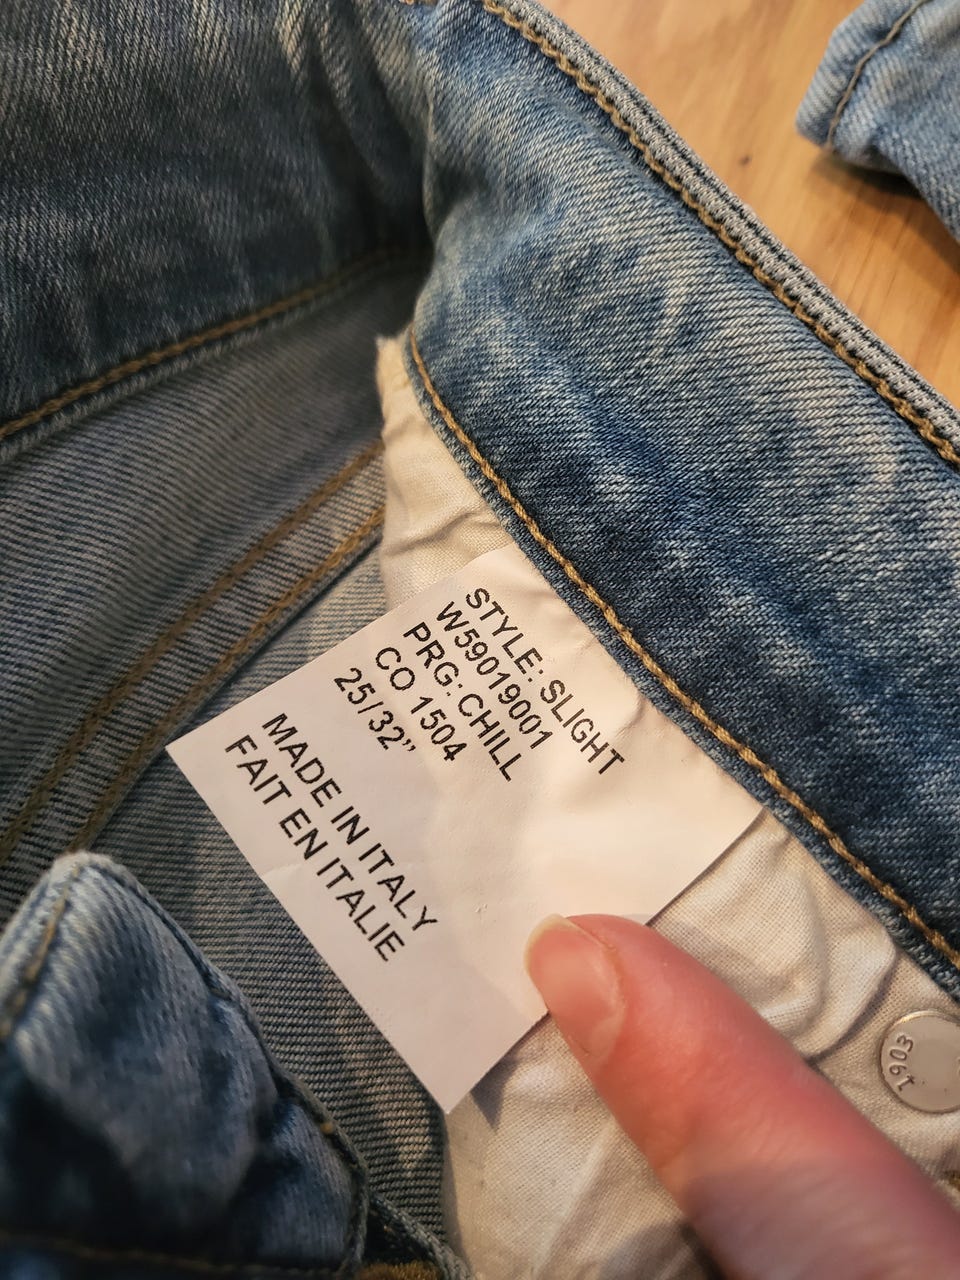 STYLE: SLIGHT
W59019001
PRG: CHILL
CO 1504
25/32”
MADE IN ITALY
FAIT EN ITALIE
1903